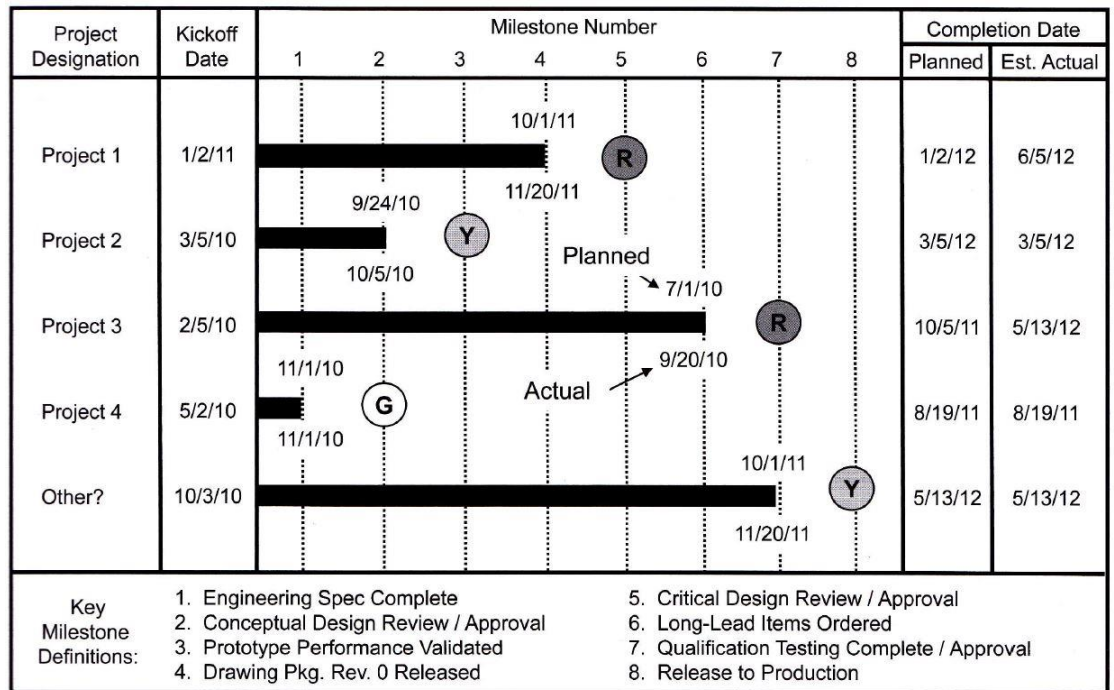 Project Designation
Kickoff Date
Milestone Number
1 2 3 4 5 6 7 8
Completion Date
Planned Est. Actual
10/1/11
Project 1 1/2/11 R 1/2/12 6/5/12
11/20/11
9/24/10
Project 2 3/5/10 Y 3/5/12 3/5/12
10/5/10
Planned
7/1/10
Project 3 2/5/10 R 10/5/11 5/13/12
9/20/10
Actual
11/1/10
Project 4 5/2/10 G 8/19/11 8/19/11
11/1/10
10/1/11
Other? 10/3/10 Y 5/13/12 5/13/12
11/20/11
Key
Milestone
Definitions:
1. Engineering Spec Complete
2. Conceptual Design Review / Approval
3. Prototype Performance Validated
4. Drawing Pkg. Rev. 0 Released
5. Critical Design Review / Approval
6. Long-Lead Items Ordered
7. Qualification Testing Complete / Approval
8. Release to Production